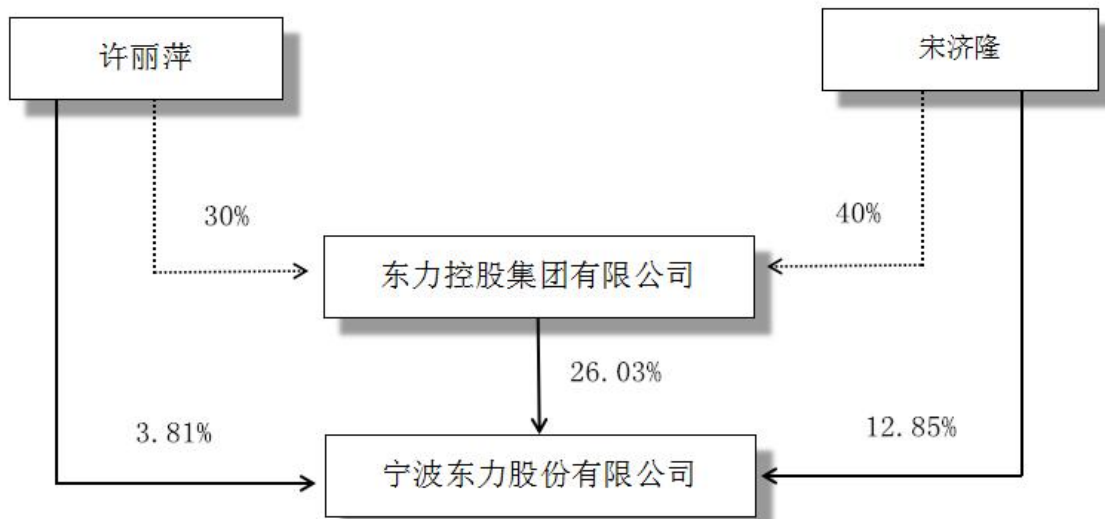 许丽萍
宋济隆
30%
40%
东力控股集团有限公司
26.03%
3.81%
12.85%
宁波东力股份有限公司